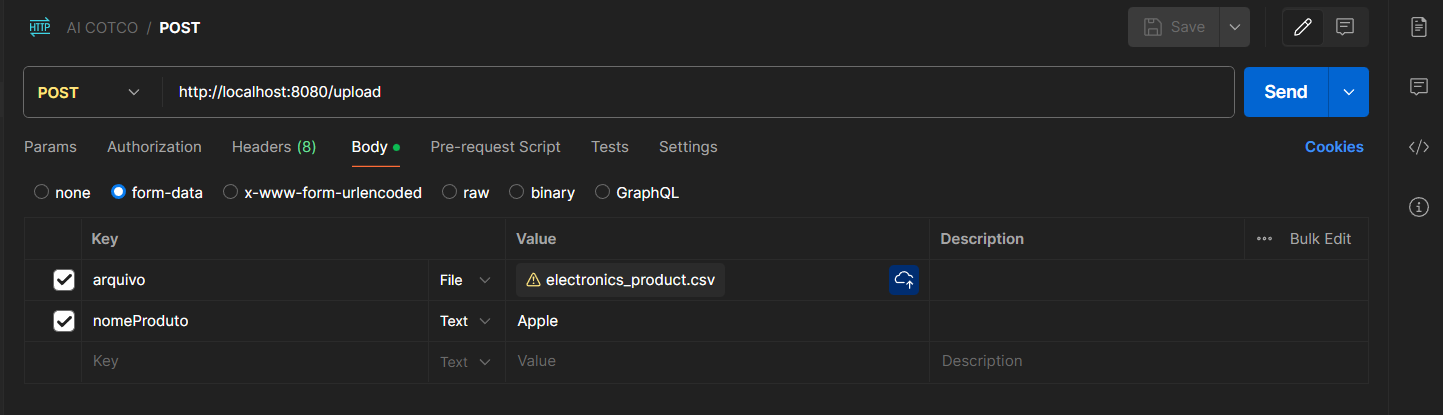 HTTP AI COTCO / POST Save
POST http://localhost:8080/upload Send
Params Authorization Headers (8) Body Pre-request Script Tests Settings Cookies
none form-data x-www-form-urlencoded raw binary GraphQL
Key Value Description ••• Bulk Edit
arquivo File electronics_product.csv
nomeProduto Text Apple
Key Text Value Description